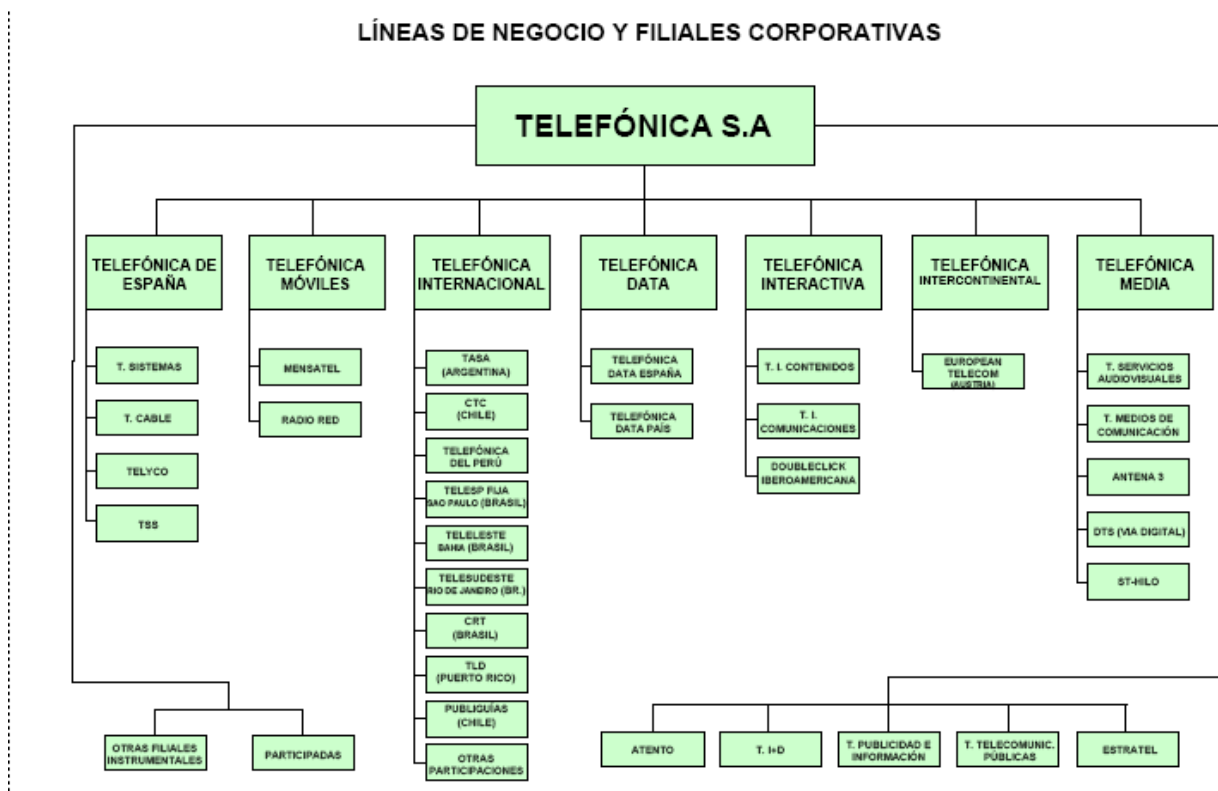 LÍNEAS DE NEGOCIO Y FILIALES CORPORATIVAS
TELEFÓNICA S.A
TELEFÓNICA DE
ESPAÑA
T. SISTEMAS
T. CABLE
TELYCO
TSS
TELEFÓNICA
MÓVILES
MENSATEL
RADIO RED
TELEFÓNICA
INTERNACIONAL
TASA
(ARGENTINA)
CTC
(CHILE)
TELEFÓNICA
DEL PERÚ
TELESP FIJA
SAO PAULO (BRASIL)
TELELESTE
BAHIA (BRASIL)
TELESUDESTE
RIO DE JANEIRO (BR.)
CRT
(BRASIL)
TLD
(PUERTO RICO)
PUBLIGUÍAS
(CHILE)
OTRAS
PARTICIPACIONES
TELEFÓNICA
DATA
TELEFÓNICA
DATA ESPAÑA
TELEFÓNICA
DATA PAÍS
TELEFÓNICA
INTERACTIVA
T. I. CONTENIDOS
T. I.
COMUNICACIONES
DOUBLECLICK
IBEROAMERICANA
TELEFÓNICA
INTERCONTINENTAL
EUROPEAN
TELECOM
(AUSTRIA)
TELEFÓNICA
MEDIA
T. SERVICIOS
AUDIOVISUALES
T. MEDIOS DE
COMUNICACIÓN
ANTENA 3
DTS (VIA DIGITAL)
ST-HILO
OTRAS FILIALES
INSTRUMENTALES
PARTICIPADAS
ATENTO
T. I+D
T. PUBLICIDAD E
INFORMACIÓN
T. TELECOMUNIC.
PÚBLICAS
ESTRATEL